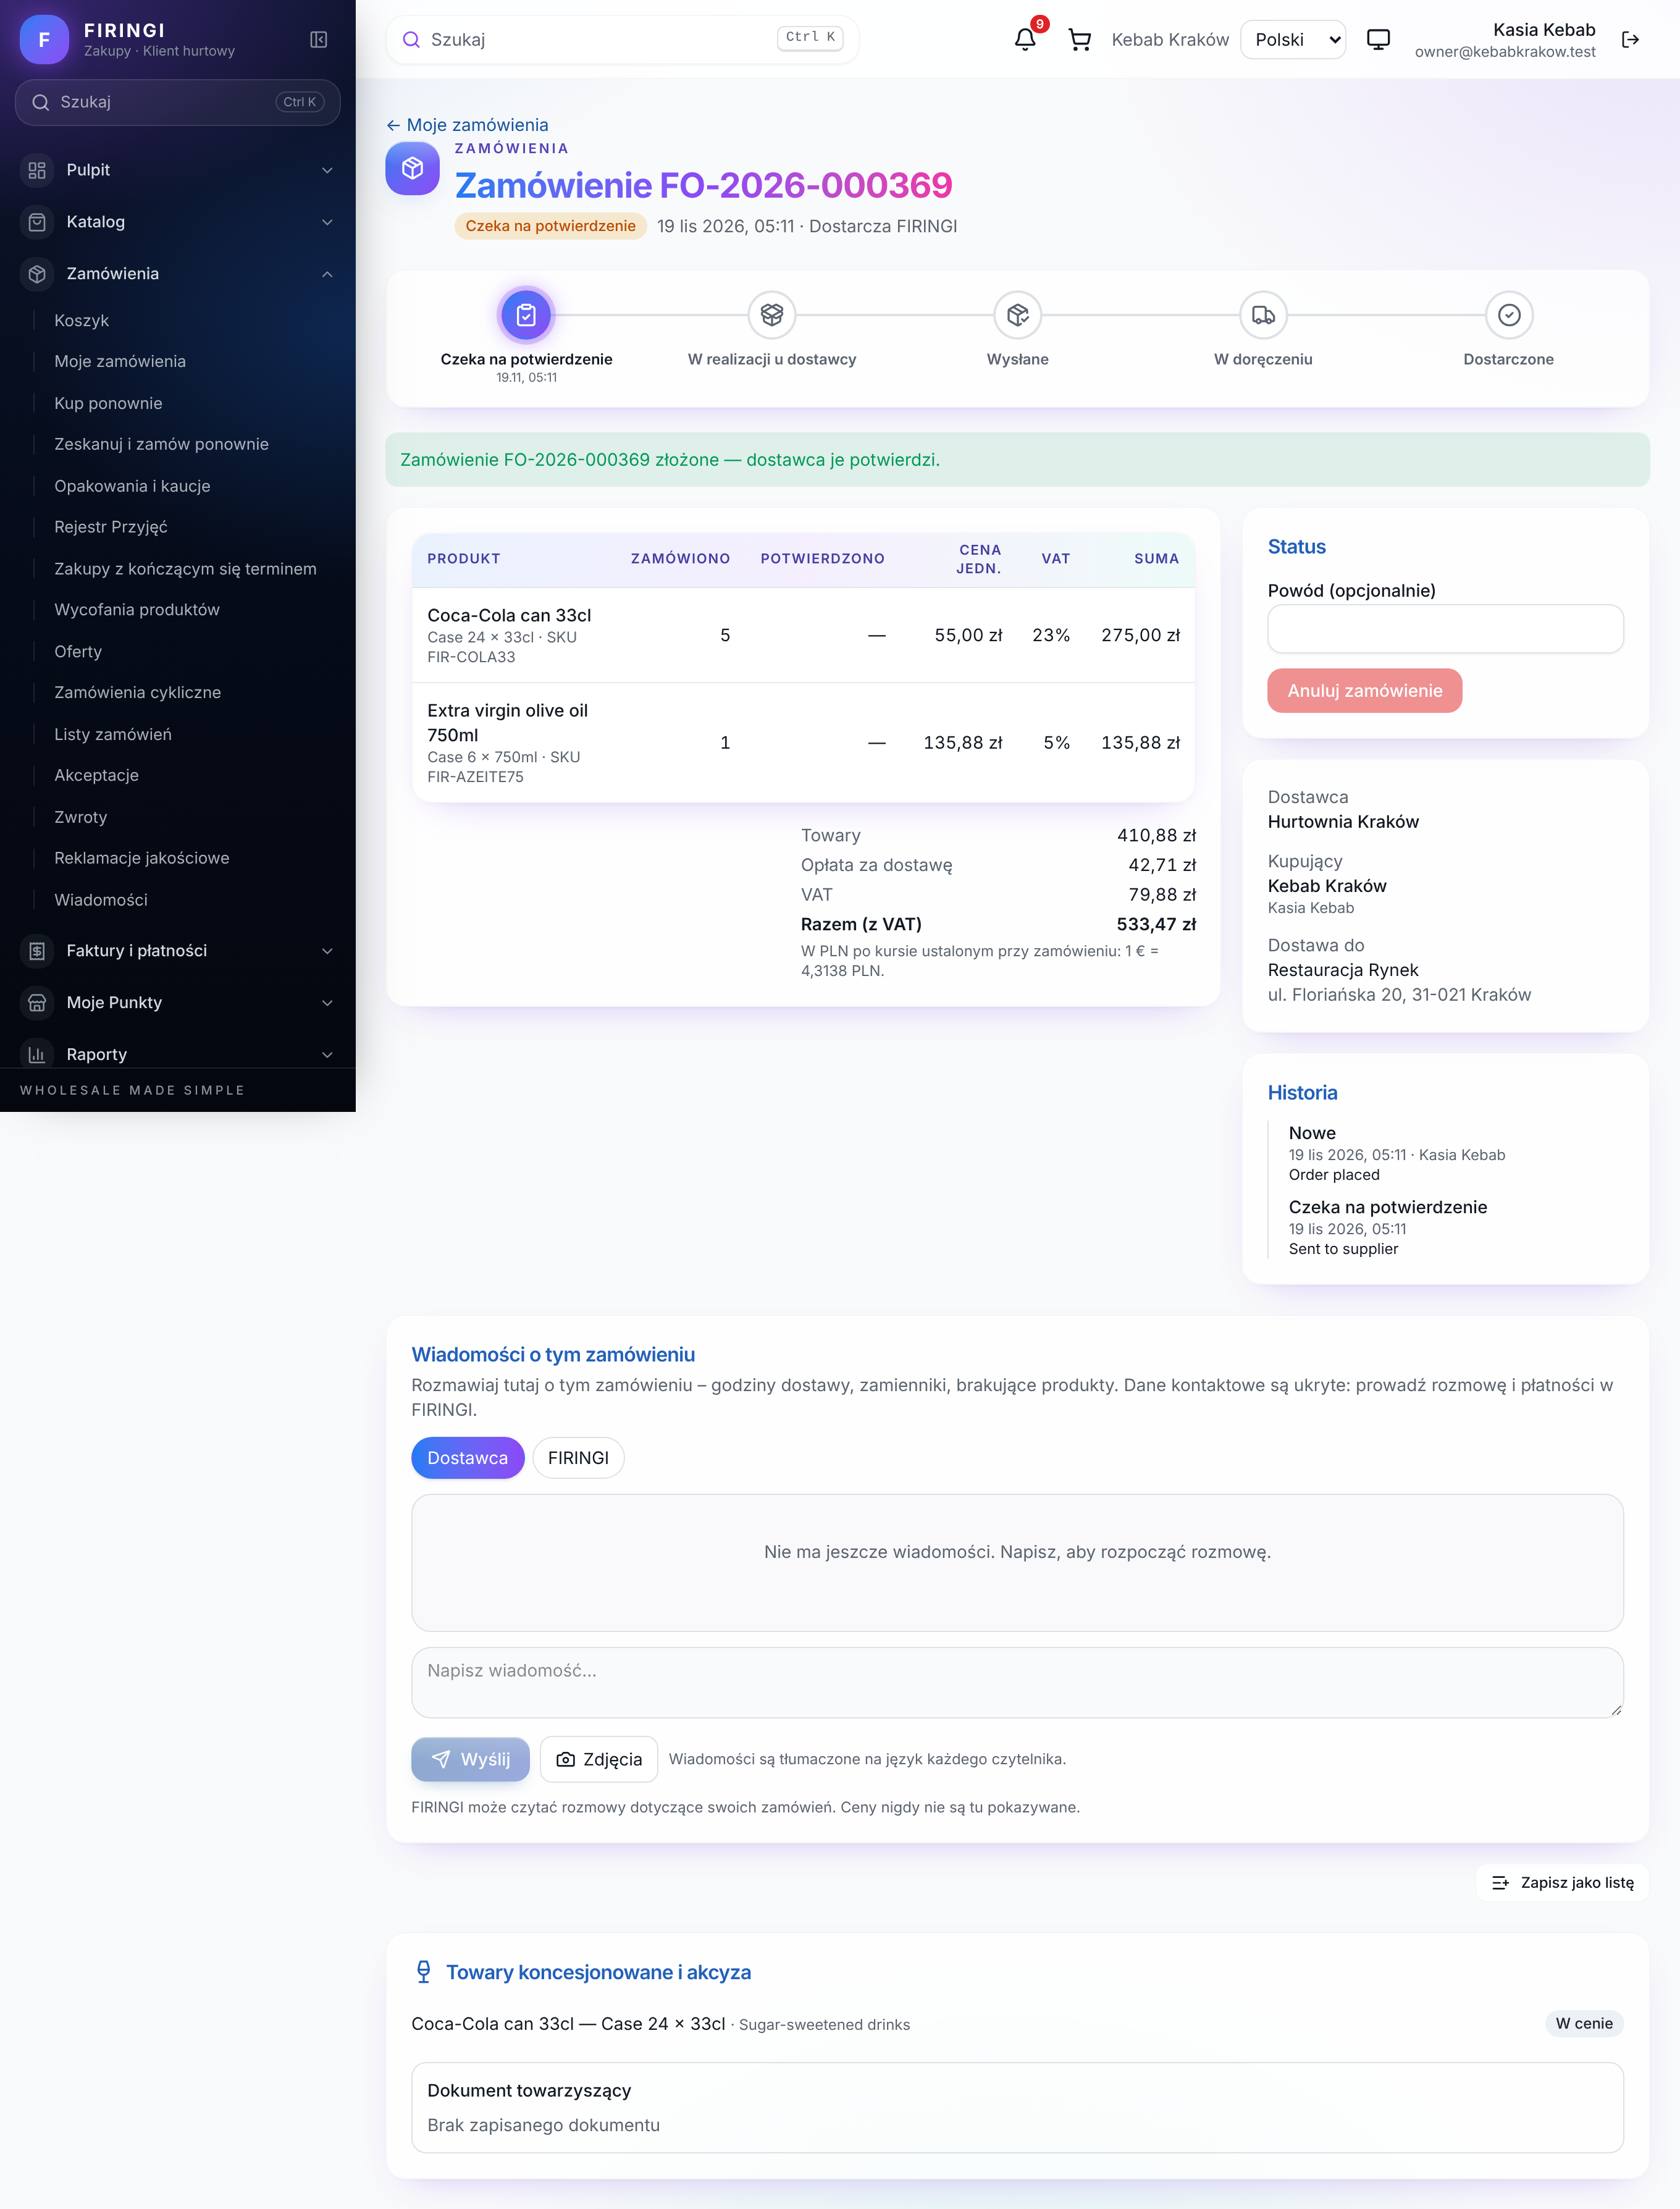 F
FIRINGI
Zakupy · Klient hurtowy
Szukaj
Ctrl K
Pulpit
Katalog
Zamówienia
Koszyk
Moje zamówienia
Kup ponownie
Zeskanuj i zamów ponownie
Opakowania i kaucje
Rejestr Przyjęć
Zakupy z kończącym się terminem
Wycofania produktów
Oferty
Zamówienia cykliczne
Listy zamówień
Akceptacje
Zwroty
Reklamacje jakościowe
Wiadomości
Faktury i płatności
Moje Punkty
Raporty
WHOLESALE MADE SIMPLE
Szukaj
Ctrl K
9
Kebab Kraków
Polski
Kasia Kebab
owner@kebabkrakow.test
← Moje zamówienia
ZAMÓWIENIA
Zamówienie FO-2026-000369
Czeka na potwierdzenie
19 lis 2026, 05:11 · Dostarcza FIRINGI
Czeka na potwierdzenie
19.11, 05:11
W realizacji u dostawcy
Wysłane
W doręczeniu
Dostarczone
Zamówienie FO-2026-000369 złożone — dostawca je potwierdzi.
PRODUKT ZAMÓWIONO POTWIERDZONO CENA JEDN. VAT SUMA
Coca-Cola can 33cl
Case 24 × 33cl · SKU
FIR-COLA33
5 — 55,00 zł 23% 275,00 zł
Extra virgin olive oil
750ml
Case 6 × 750ml · SKU
FIR-AZEITE75
1 — 135,88 zł 5% 135,88 zł
Towary 410,88 zł
Opłata za dostawę 42,71 zł
VAT 79,88 zł
Razem (z VAT) 533,47 zł
W PLN po kursie ustalonym przy zamówieniu: 1 € =
4,3138 PLN.
Status
Powód (opcjonalnie)
Anuluj zamówienie
Dostawca
Hurtownia Kraków
Kupujący
Kebab Kraków
Kasia Kebab
Dostawa do
Restauracja Rynek
ul. Floriańska 20, 31-021 Kraków
Historia
Nowe
19 lis 2026, 05:11 · Kasia Kebab
Order placed
Czeka na potwierdzenie
19 lis 2026, 05:11
Sent to supplier
Wiadomości o tym zamówieniu
Rozmawiaj tutaj o tym zamówieniu – godziny dostawy, zamienniki, brakujące produkty. Dane kontaktowe są ukryte: prowadź rozmowę i płatności w
FIRINGI.
Dostawca
FIRINGI
Nie ma jeszcze wiadomości. Napisz, aby rozpocząć rozmowę.
Napisz wiadomość...
Wyślij
Zdjęcia
Wiadomości są tłumaczone na język każdego czytelnika.
FIRINGI może czytać rozmowy dotyczące swoich zamówień. Ceny nigdy nie są tu pokazywane.
Zapisz jako listę
Towary koncesjonowane i akcyza
Coca-Cola can 33cl — Case 24 × 33cl · Sugar-sweetened drinks
W cenie
Dokument towarzyszący
Brak zapisanego dokumentu